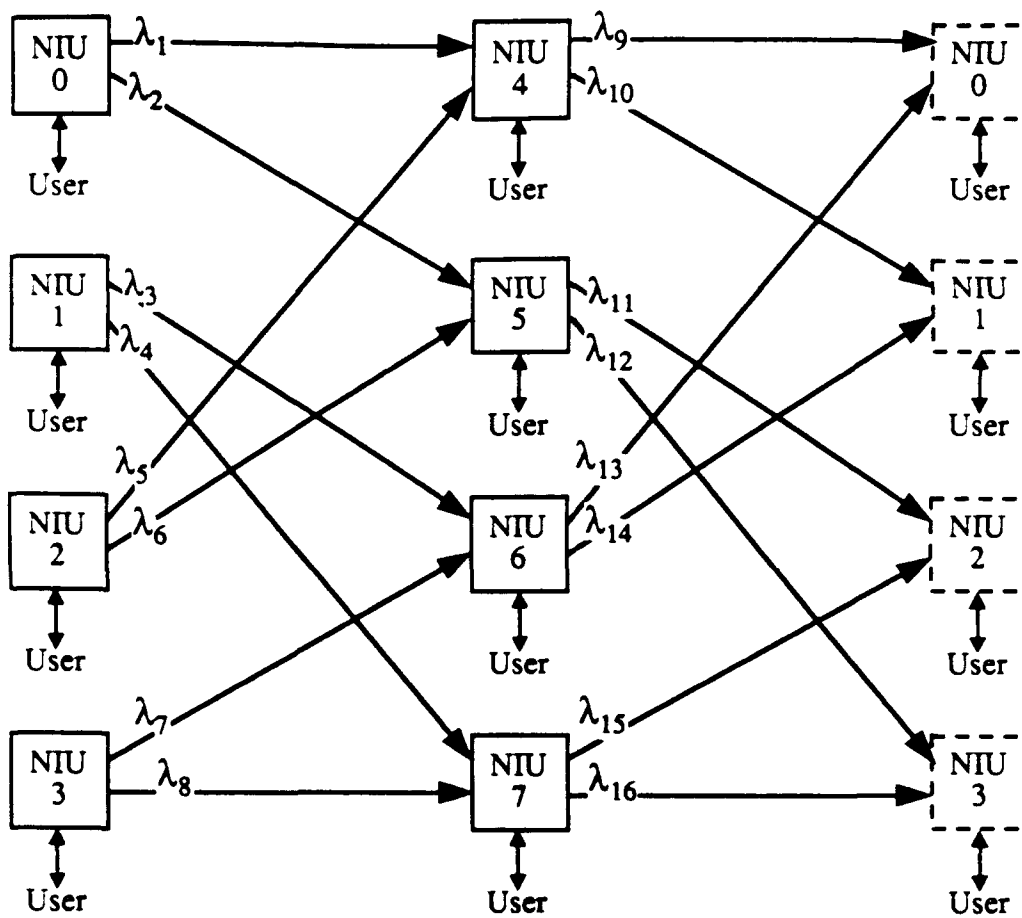 NIU
0
λ1
λ2
User
NIU
4
λ9
λ10
User
NIU
0
User
NIU
1
λ3
λ4
User
NIU
5
λ11
λ12
User
NIU
1
User
NIU
2
λ5
λ6
User
NIU
6
λ13
λ14
User
NIU
2
User
NIU
3
λ7
λ8
User
NIU
7
λ15
λ16
User
NIU
3
User